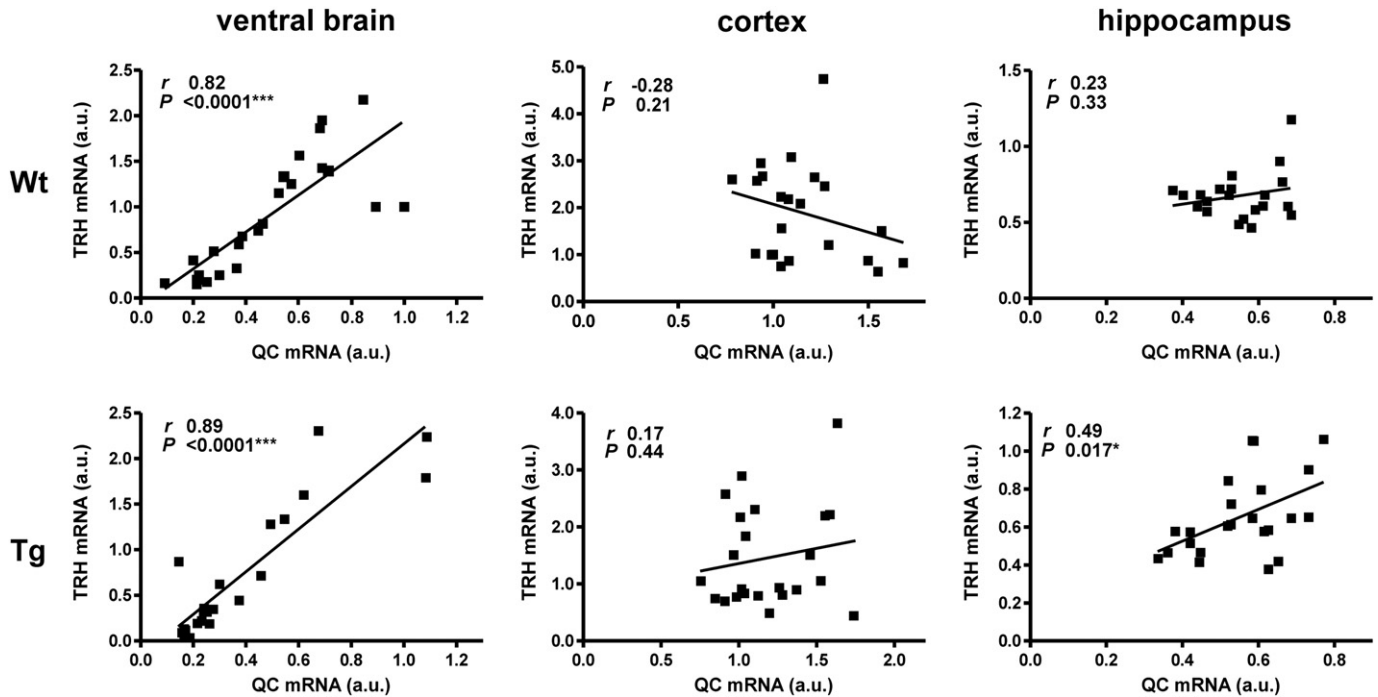 ventral brain
cortex
hippocampus
Wt
r 0.82
P <0.0001***
TRH mRNA (a.u.)
2.5
2.0
1.5
1.0
0.5
0.0
0.0 0.2 0.4 0.6 0.8 1.0 1.2
QC mRNA (a.u.)
r -0.28
P 0.21
TRH mRNA (a.u.)
5.0
4.0
3.0
2.0
1.0
0.0
0.0 0.5 1.0 1.5
QC mRNA (a.u.)
r 0.23
P 0.33
TRH mRNA (a.u.)
1.5
1.0
0.5
0.0
0.0 0.2 0.4 0.6 0.8
QC mRNA (a.u.)
Tg
r 0.89
P <0.0001***
TRH mRNA (a.u.)
2.5
2.0
1.5
1.0
0.5
0.0
0.0 0.2 0.4 0.6 0.8 1.0 1.2
QC mRNA (a.u.)
r 0.17
P 0.44
TRH mRNA (a.u.)
4.0
3.0
2.0
1.0
0.0
0.0 0.5 1.0 1.5 2.0
QC mRNA (a.u.)
r 0.49
P 0.017*
TRH mRNA (a.u.)
1.2
1.0
0.8
0.6
0.4
0.2
0.0
0.0 0.2 0.4 0.6 0.8
QC mRNA (a.u.)